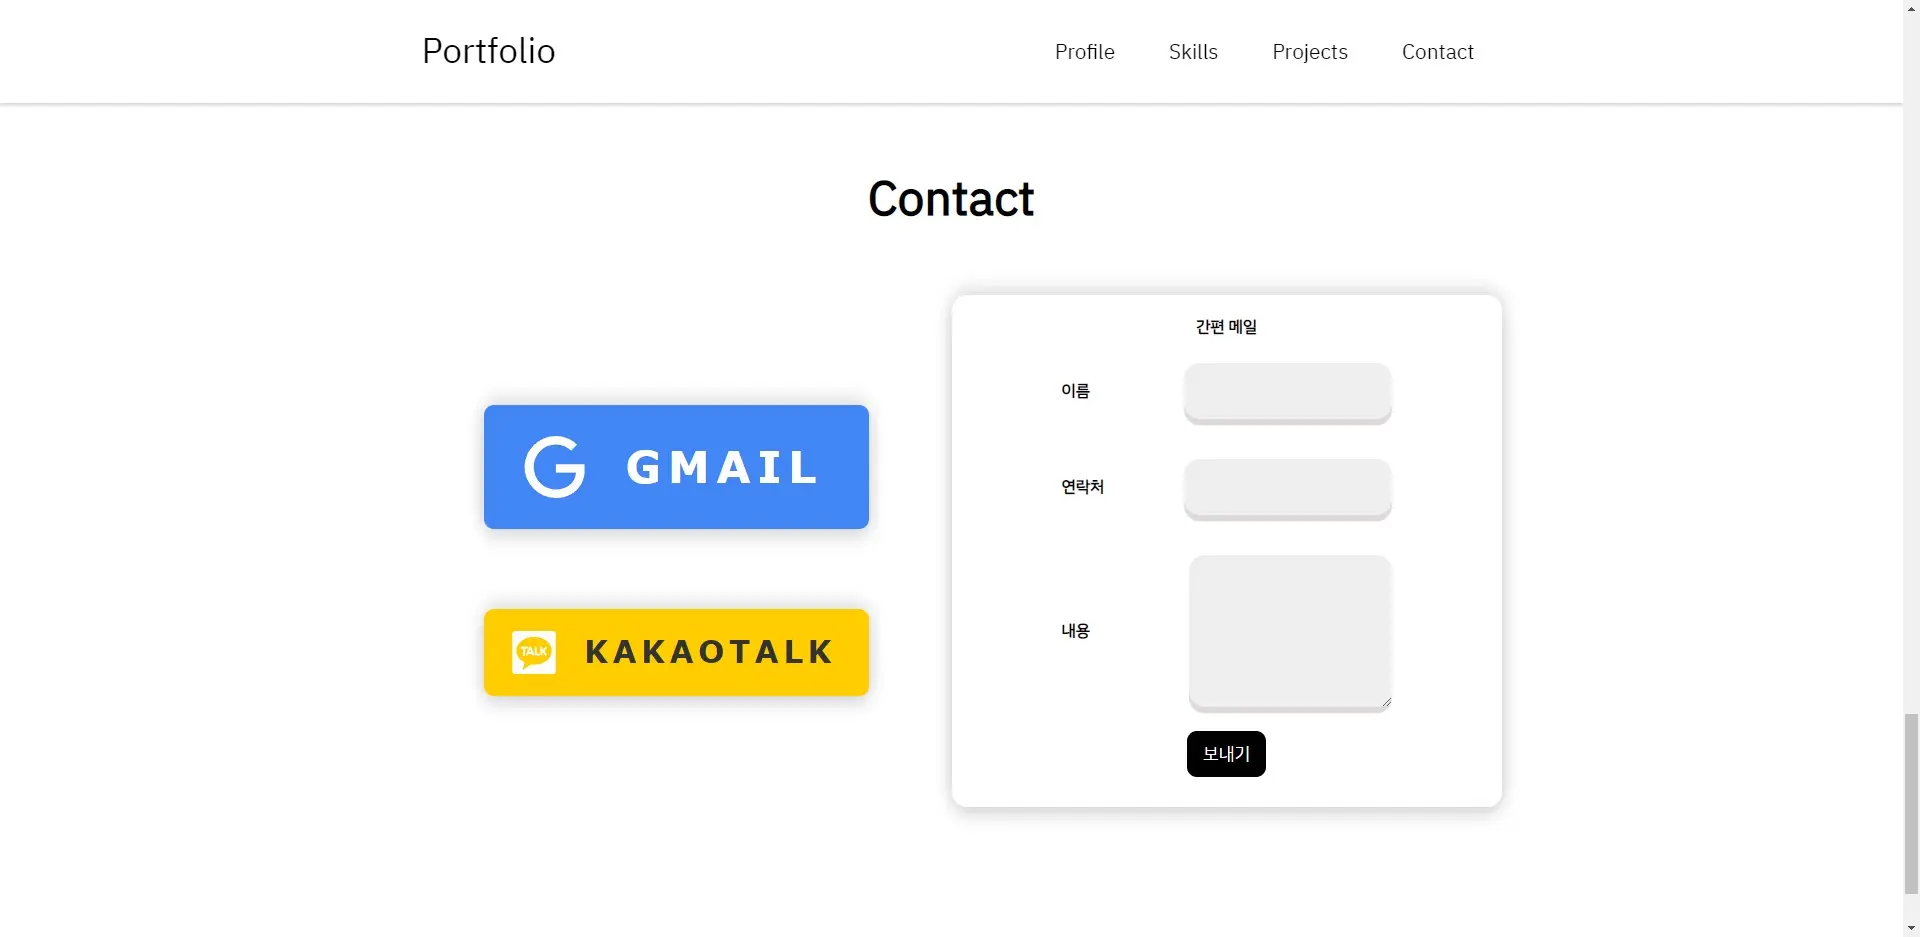 Portfolio
Profile Skills Projects Contact
Contact
GMAIL
TALK KAKAOTALK
간편 메일
이름
연락처
내용
보내기